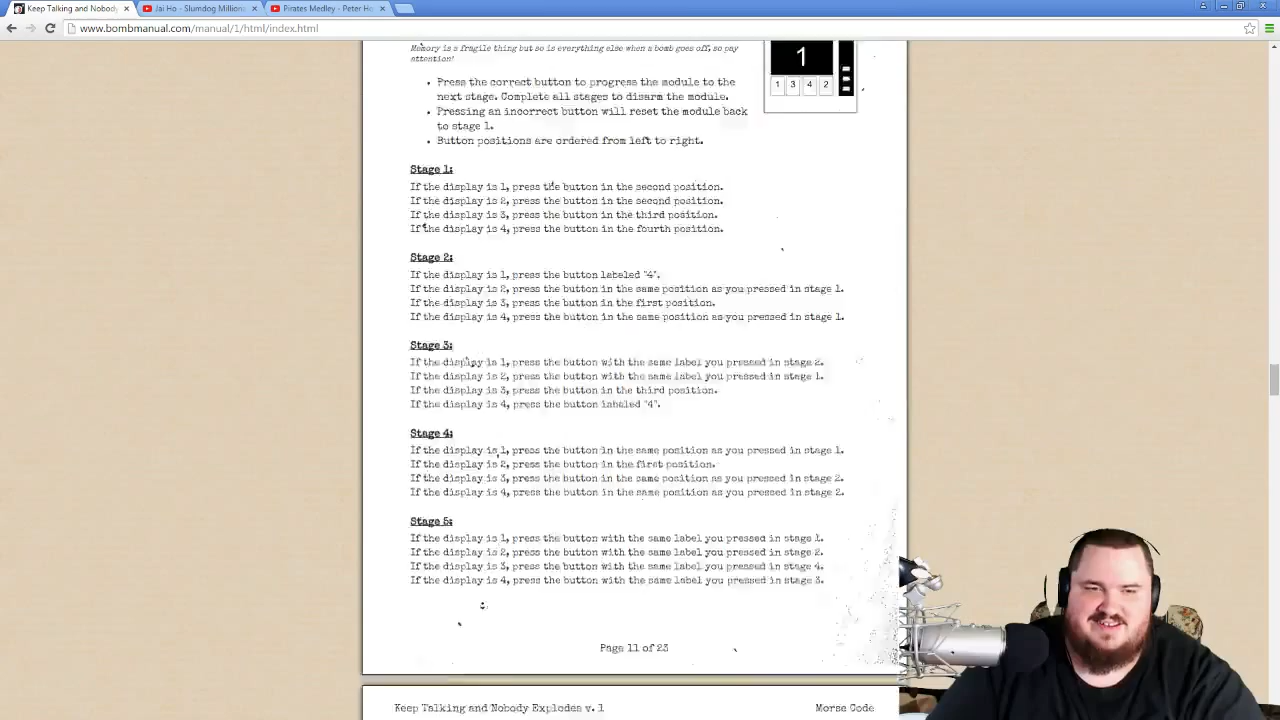 Keep Talking and Nobody
Jai Ho - Slumdog Million
Pirates Medley - Peter Ho
www.bombmanual.com/manual/1/html/index.html
Memory is a fragile thing but so is everything else when a bomb goes off, so pay
attention!
1
1 3 4 2
• Press the correct button to progress the module to the
next stage. Complete all stages to disarm the module.
• Pressing an incorrect button will reset the module back
to stage 1.
• Button positions are ordered from left to right.
Stage 1:
If the display is 1, press the button in the second position.
If the display is 2, press the button in the second position.
If the display is 3, press the button in the third position.
If the display is 4, press the button in the fourth position.
Stage 2:
If the display is 1, press the button labeled "4".
If the display is 2, press the button in the same position as you pressed in stage 1.
If the display is 3, press the button in the first position.
If the display is 4, press the button in the same position as you pressed in stage 1.
Stage 3:
If the display is 1, press the button with the same label you pressed in stage 2.
If the display is 2, press the button with the same label you pressed in stage 1.
If the display is 3, press the button in the third position.
If the display is 4, press the button labeled "4".
Stage 4:
If the display is 1, press the button in the same position as you pressed in stage 1.
If the display is 2, press the button in the first position.
If the display is 3, press the button in the same position as you pressed in stage 2.
If the display is 4, press the button in the same position as you pressed in stage 2.
Stage 5:
If the display is 1, press the button with the same label you pressed in stage 1.
If the display is 2, press the button with the same label you pressed in stage 2.
If the display is 3, press the button with the same label you pressed in stage 4.
If the display is 4, press the button with the same label you pressed in stage 3.
Page 11 of 23
Keep Talking and Nobody Explodes v. 1
Morse Code